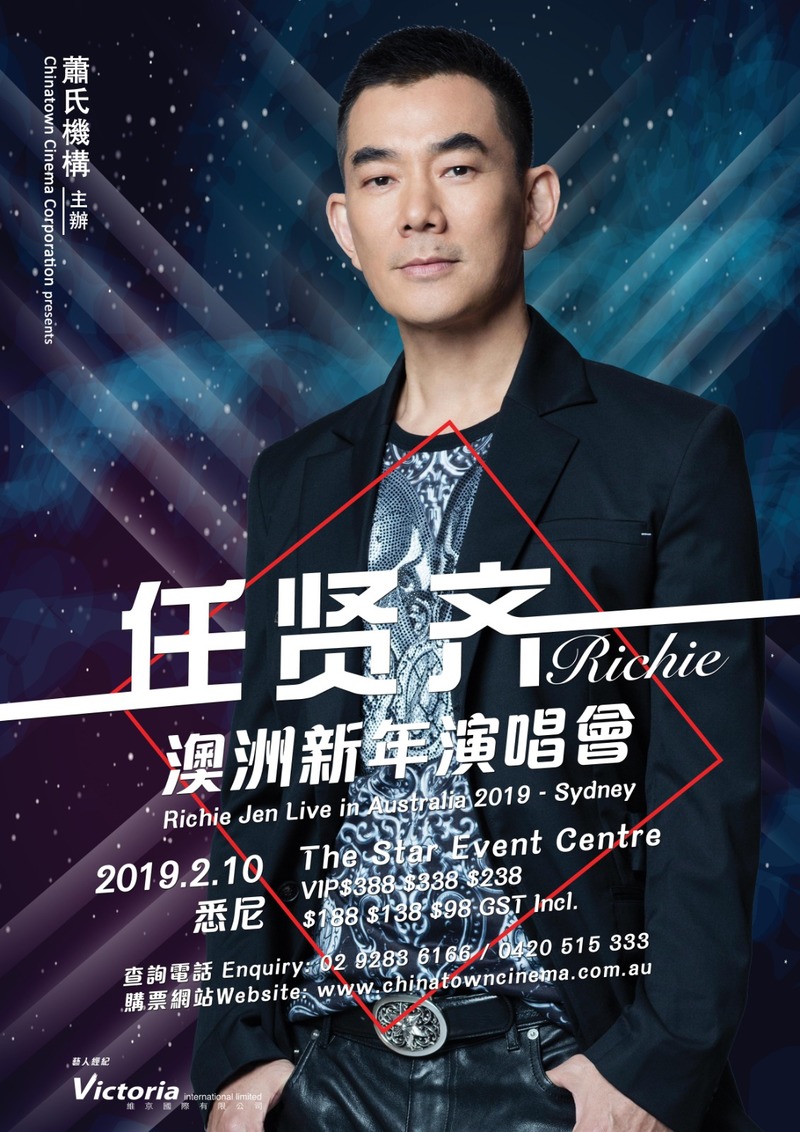 蕭氏機構 主辦
Chinatown Cinema Corporation presents
任贤齐
Richie
澳洲新年演唱會
Richie Jen Live in Australia 2019 - Sydney
2019.2.10
悉尼
The Star Event Centre
VIP$388 $338 $238
$188 $138 $98 GST Incl.
查詢電話 Enquiry: 02 9283 6166 / 0420 515 333
購票網站Website: www.chinatowncinema.com.au
藝人經紀
Victoria international limited
維京國際有限公司